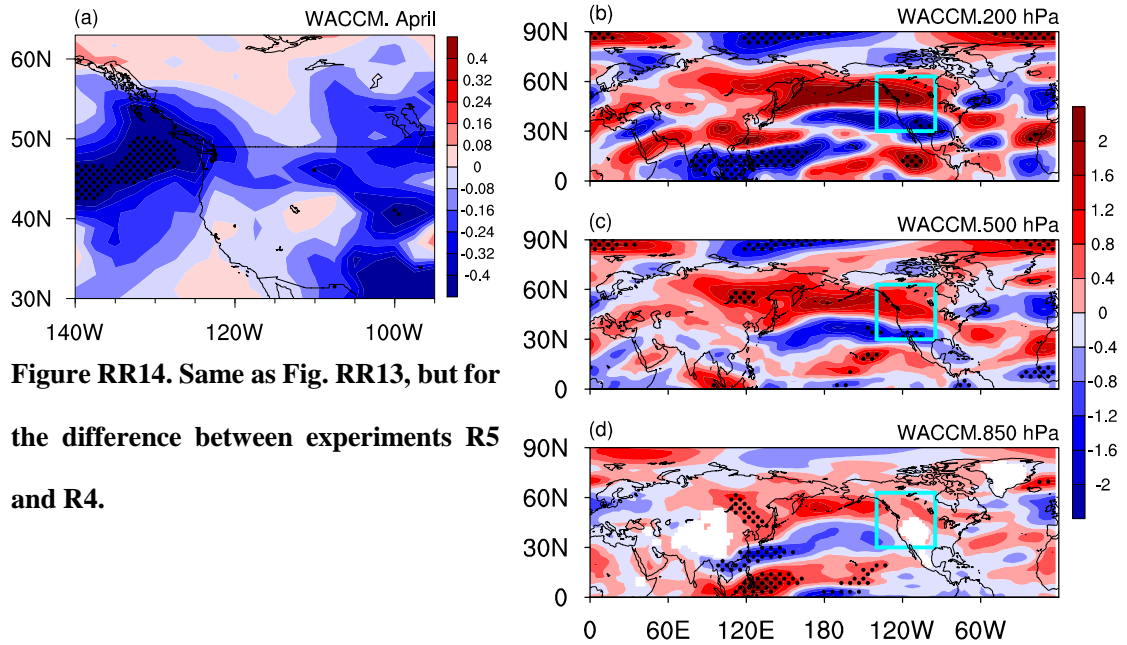 (a) WACCM. April
60N
50N
40N
30N
140W 120W 100W
0.4
0.32
0.24
0.16
0.08
0
-0.08
-0.16
-0.24
-0.32
-0.4
Figure RR14. Same as Fig. RR13, but for
the difference between experiments R5
and R4.
(b) WACCM.200 hPa
90N
60N
30N
0
(c) WACCM.500 hPa
90N
60N
30N
0
(d) WACCM.850 hPa
90N
60N
30N
0
0 60E 120E 180 120W 60W
2
1.6
1.2
0.8
0.4
0
-0.4
-0.8
-1.2
-1.6
-2